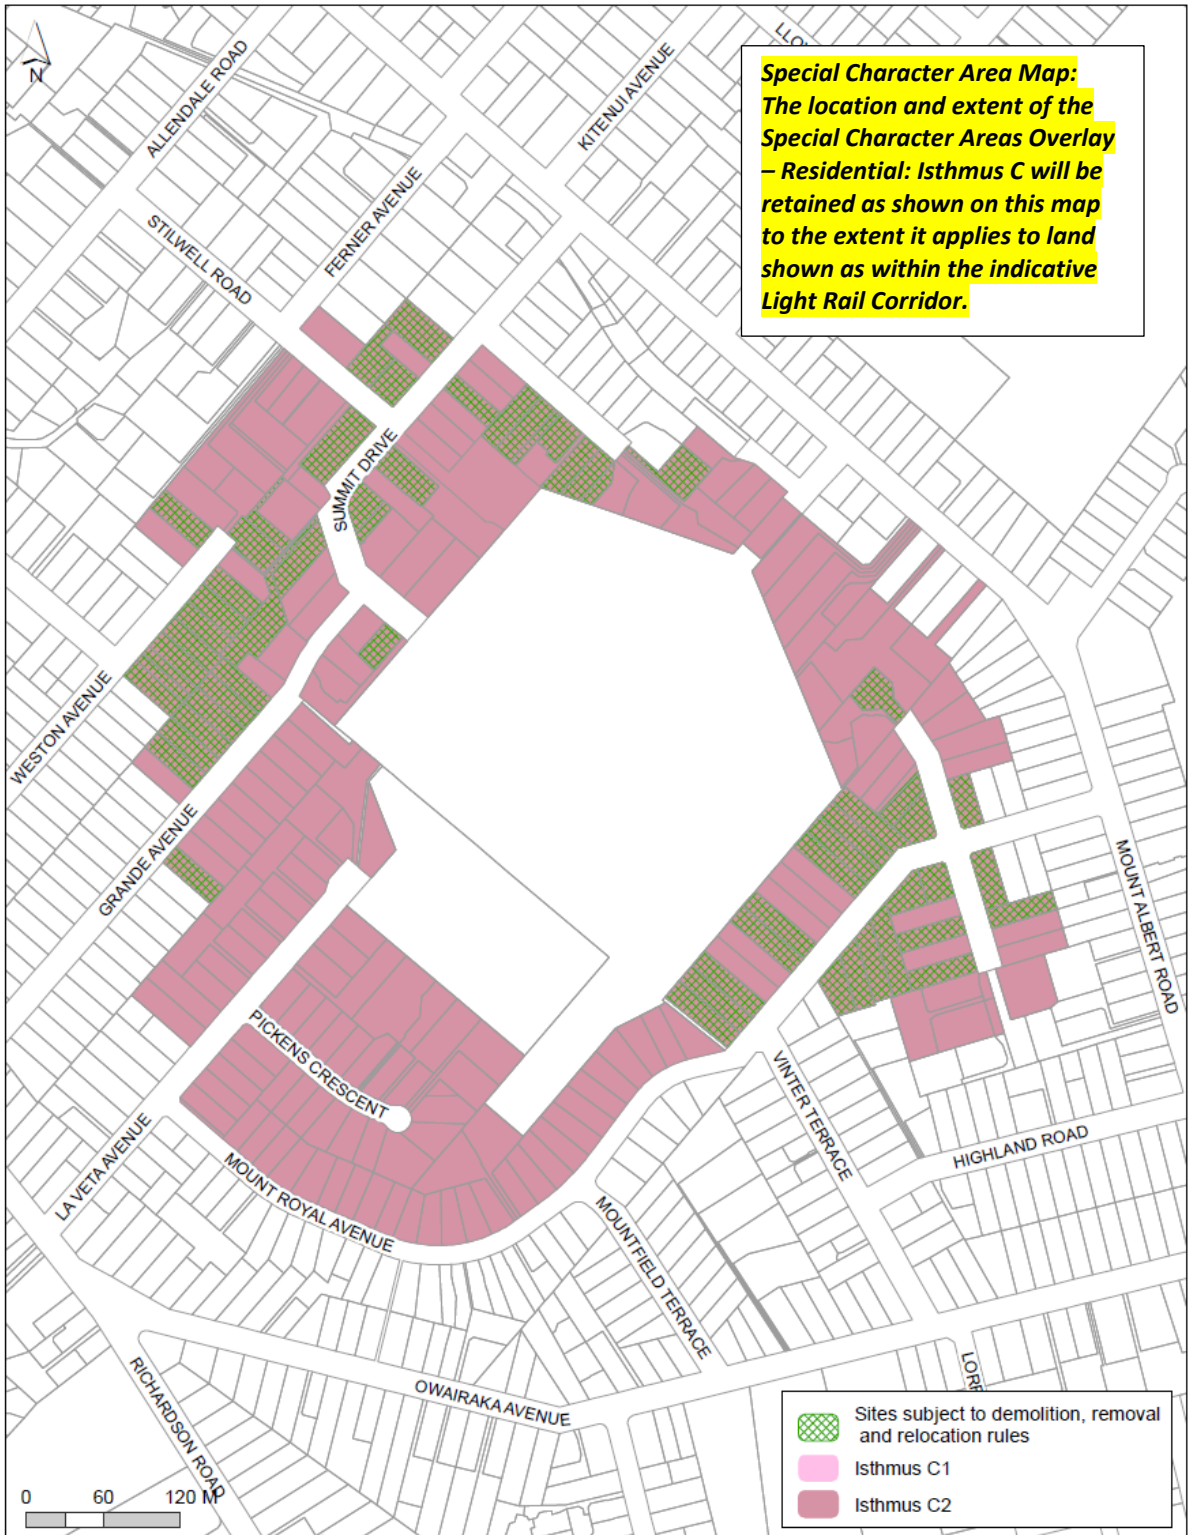 N
ALLENDALE ROAD
KITENUI AVENUE
Special Character Area Map:
The location and extent of the
Special Character Areas Overlay
– Residential: Isthmus C will be
retained as shown on this map
to the extent it applies to land
shown as within the indicative
Light Rail Corridor.
STILWELL ROAD
FERNER AVENUE
SUMMIT DRIVE
WESTON AVENUE
GRANDE AVENUE
MOUNT ALBERT ROAD
PICKENS CRESCENT
LA VETA AVENUE
MOUNT ROYAL AVENUE
VINTER TERRACE
HIGHLAND ROAD
MOUNTFIELD TERRACE
RICHARDSON ROAD
OWAIRAKA AVENUE
Sites subject to demolition, removal
and relocation rules
Isthmus C1
Isthmus C2
0 60 120 M